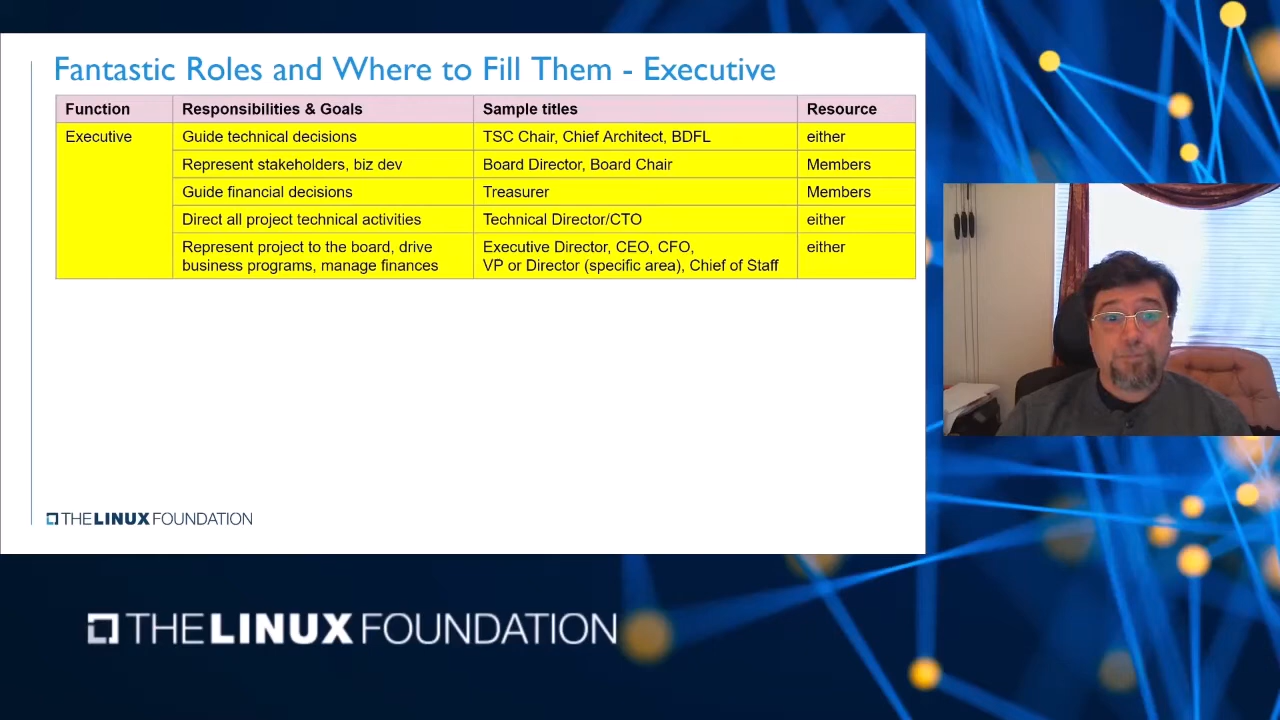 Fantastic Roles and Where to Fill Them - Executive
Function Responsibilities & Goals Sample titles Resource
Executive Guide technical decisions TSC Chair, Chief Architect, BDFL either
Represent stakeholders, biz dev Board Director, Board Chair Members
Guide financial decisions Treasurer Members
Direct all project technical activities Technical Director/CTO either
Represent project to the board, drive Executive Director, CEO, CFO, either
business programs, manage finances VP or Director (specific area), Chief of Staff
THE LINUX FOUNDATION
THE LINUX FOUNDATION